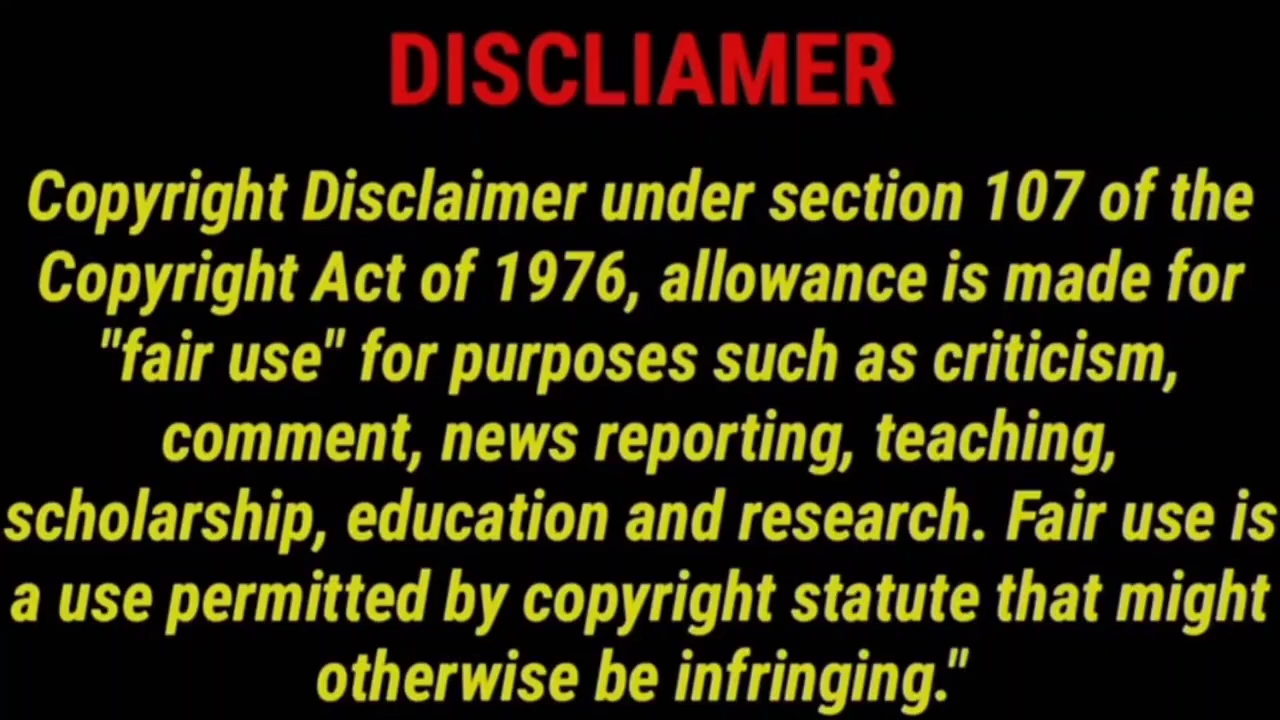 DISCLIAMER
Copyright Disclaimer under section 107 of the
Copyright Act of 1976, allowance is made for
"fair use" for purposes such as criticism,
comment, news reporting, teaching,
scholarship, education and research. Fair use is
a use permitted by copyright statute that might
otherwise be infringing."